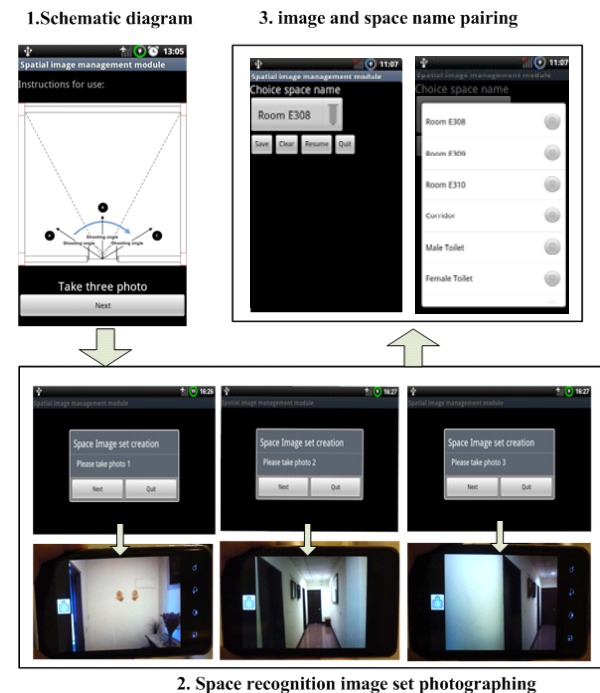 1.Schematic diagram
13:05
Spatial image management module
Instructions for use:
B
A
C
Shooting angle
Shooting angle
Shooting angle
Take three photo
Next
3. image and space name pairing
11:07
Spatial image management module
Choice space name
Room E308
Save Clear Resume Quit
11:07
Spatial image management module
Choice space name
Room E308
Room E309
Room E310
Corridor
Male Toilet
Female Toilet
16:26
Spatial image management module
Space Image set creation
Please take photo 1
Next Quit
16:27
Spatial image management module
Space Image set creation
Please take photo 2
Next Quit
16:27
Spatial image management module
Space Image set creation
Please take photo 3
Next Quit
2. Space recognition image set photographing